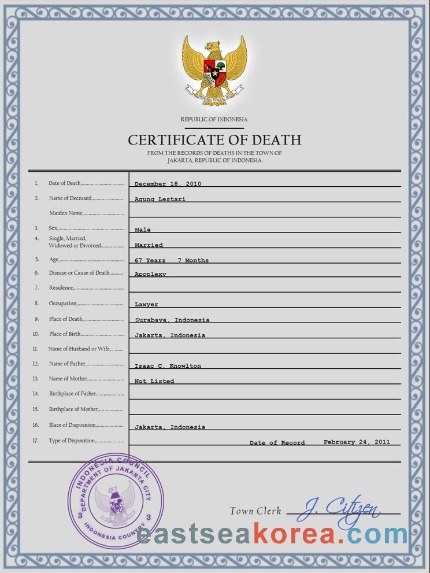 REPUBLIC OF INDONESIA
CERTIFICATE OF DEATH
FROM THE RECORDS OF DEATHS IN THE TOWN OF
JAKARTA, REPUBLIC OF INDONESIA.
1. Date of Death December 18, 2010
2. Name of Deceased Agung Lestari
Maiden Name
3. Sex Male
4. Single, Married,
Widowed or Divorced Married
5. Age 67 Years 7 Months
6. Disease or Cause of Death Apoplexy
7. Residence
8. Occupation Lawyer
9. Place of Death Surabaya, Indonesia
10. Place of Birth Jakarta, Indonesia
11. Name of Husband or Wife
12. Name of Father Isaac C. Knowlton
13. Name of Mother Not Listed
14. Birthplace of Father
15. Birthplace of Mother
16. Place of Disposition Jakarta, Indonesia
17. Type of Disposition Date of Record February 24, 2011
INDONESIA COUNCIL
DEPARTMENT OF JAKARTA CITY
INDONESIA COUNTRY
Town Clerk J. Citizen
eastseakorea.com